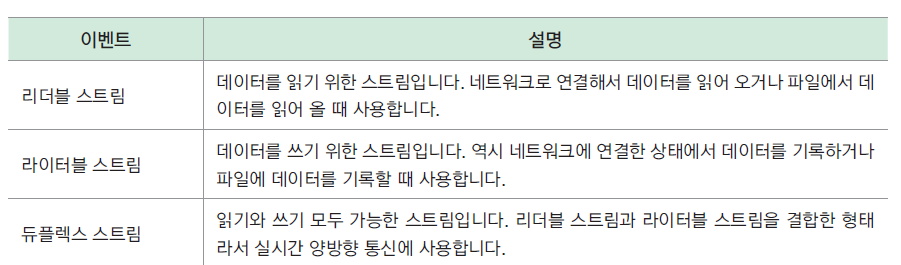 이벤트 설명
리더블 스트림
데이터를 읽기 위한 스트림입니다. 네트워크로 연결해서 데이터를 읽어 오거나 파일에서 데
이터를 읽어 올 때 사용합니다.
라이터블 스트림
데이터를 쓰기 위한 스트림입니다. 역시 네트워크에 연결한 상태에서 데이터를 기록하거나
파일에 데이터를 기록할 때 사용합니다.
듀플렉스 스트림
읽기와 쓰기 모두 가능한 스트림입니다. 리더블 스트림과 라이터블 스트림을 결합한 형태
라서 실시간 양방향 통신에 사용합니다.